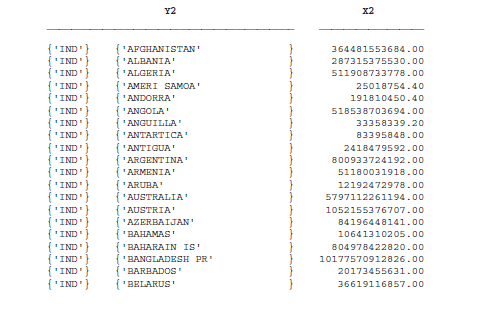 Y2 X2
{'IND'} {'AFGHANISTAN' } 364481553684.00
{'IND'} {'ALBANIA' } 287315375530.00
{'IND'} {'ALGERIA' } 511908733778.00
{'IND'} {'AMERI SAMOA' } 25018754.40
{'IND'} {'ANDORRA' } 191810450.40
{'IND'} {'ANGOLA' } 518538703694.00
{'IND'} {'ANGUILLA' } 33358339.20
{'IND'} {'ANTARTICA' } 83395848.00
{'IND'} {'ANTIGUA' } 2418479592.00
{'IND'} {'ARGENTINA' } 800933724192.00
{'IND'} {'ARMENIA' } 51180031918.00
{'IND'} {'ARUBA' } 12192472978.00
{'IND'} {'AUSTRALIA' } 5797112261194.00
{'IND'} {'AUSTRIA' } 1052155376707.00
{'IND'} {'AZERBAIJAN' } 84196448141.00
{'IND'} {'BAHAMAS' } 10641310205.00
{'IND'} {'BAHARAIN IS' } 804978422820.00
{'IND'} {'BANGLADESH PR' } 10177570912826.00
{'IND'} {'BARBADOS' } 20173455631.00
{'IND'} {'BELARUS' } 36619116857.00